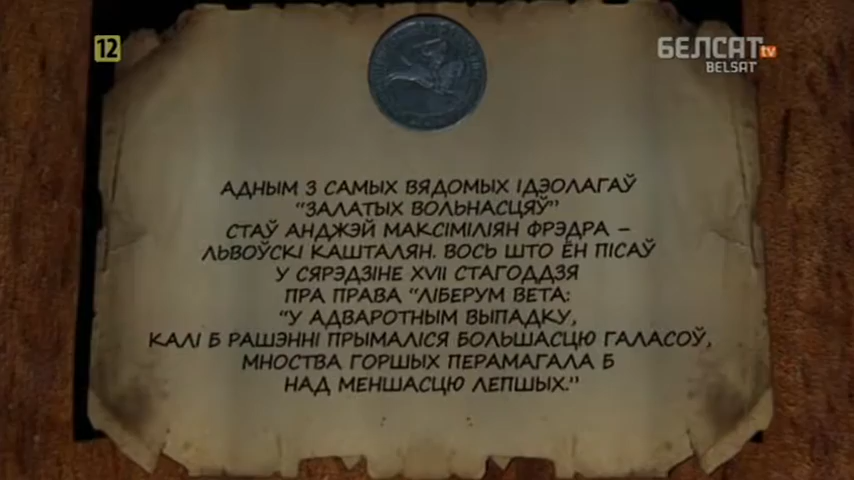 12
БЕЛСАТ tv
BELSAT
АДНЫМ З САМЫХ ВЯДОМЫХ ІДЭОЛАГАЎ
"ЗАЛАТЫХ ВОЛЬНАСЦЯЎ"
СТАЎ АНДЖЭЙ МАКСІМІЛІЯН ФРЭДРА –
ЛЬВОЎСКІ КАШТАЛЯН. ВОСЬ ШТО ЁН ПІСАЎ
У СЯРЭДЗІНЕ XVII СТАГОДДЗЯ
ПРА ПРАВА "ЛІБЕРУМ ВЕТА:
"У АДВАРОТНЫМ ВЫПАДКУ,
КАЛІ Б РАШЭННІ ПРЫМАЛІСЯ БОЛЬШАСЦЮ ГАЛАСОЎ,
МНОСТВА ГОРШЫХ ПЕРАМАГАЛА Б
НАД МЕНШАСЦЮ ЛЕПШЫХ."